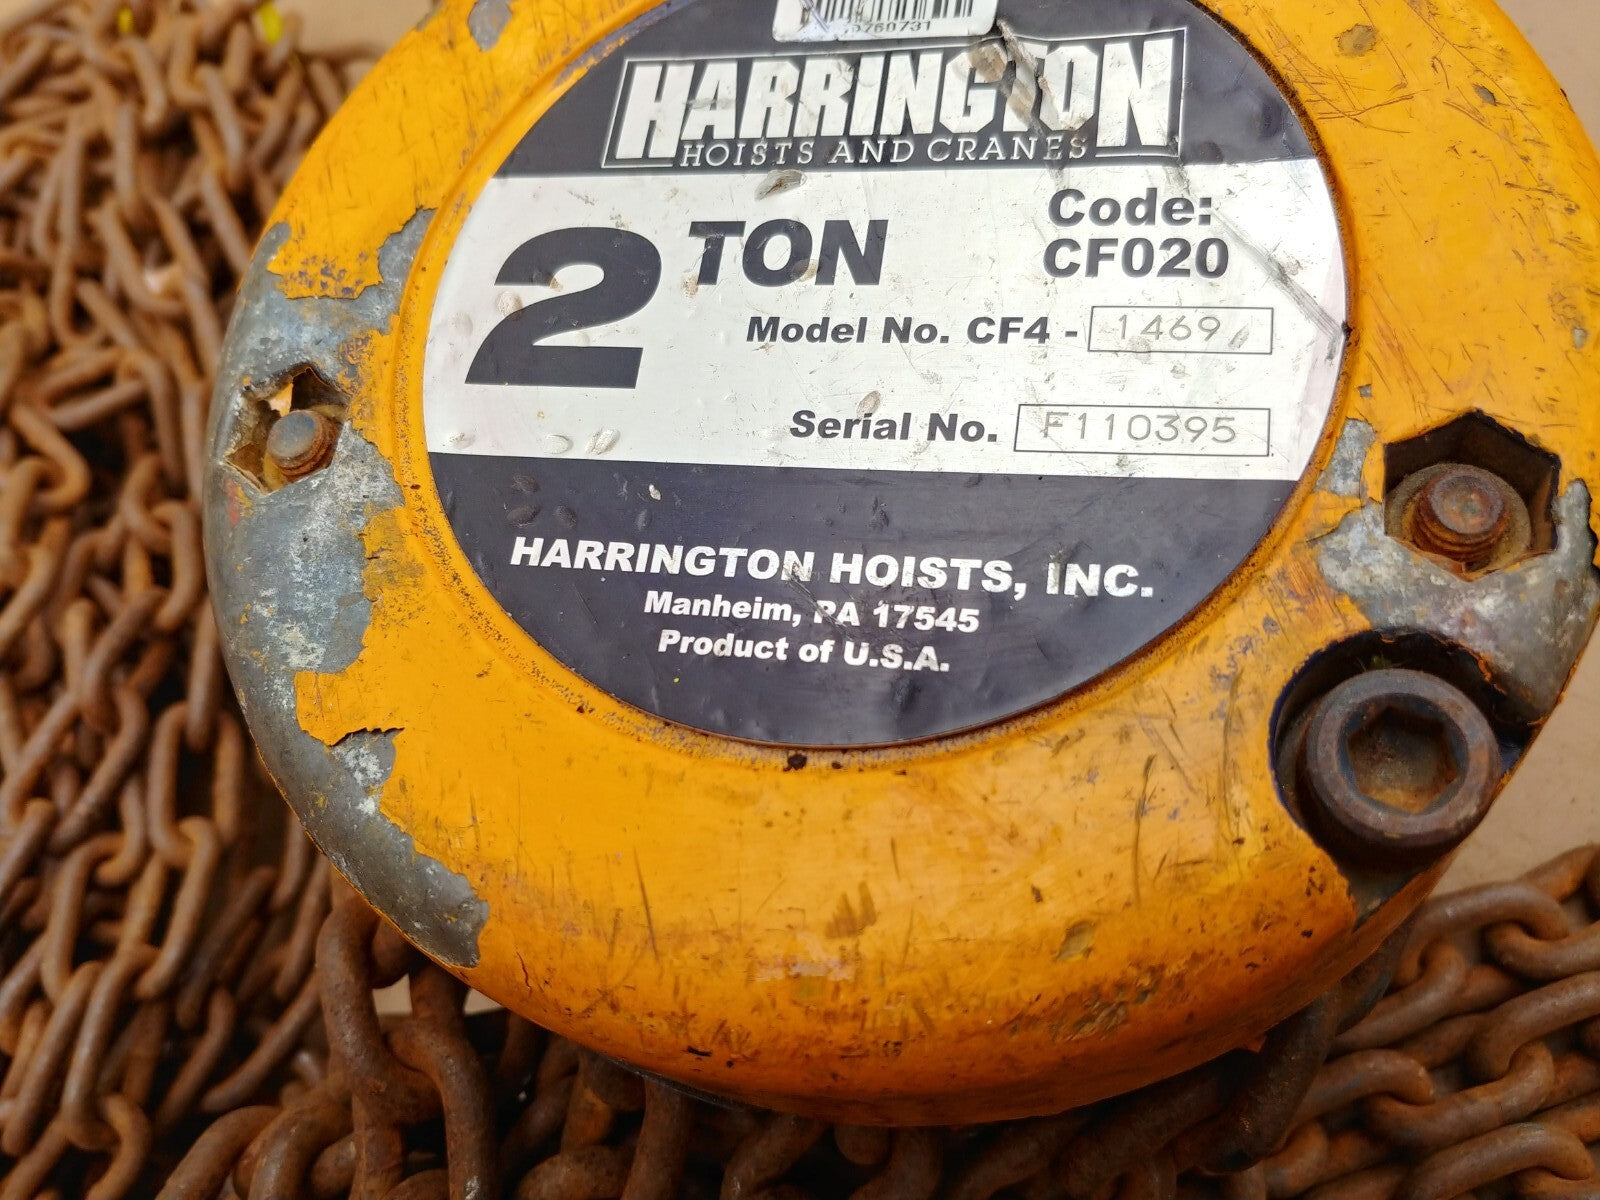 HARRINGTON
HOISTS AND CRANES
2 TON
Code:
CF020
Model No. CF4 - 1469
Serial No. F110395
HARRINGTON HOISTS, INC.
Manheim, PA 17545
Product of U.S.A.